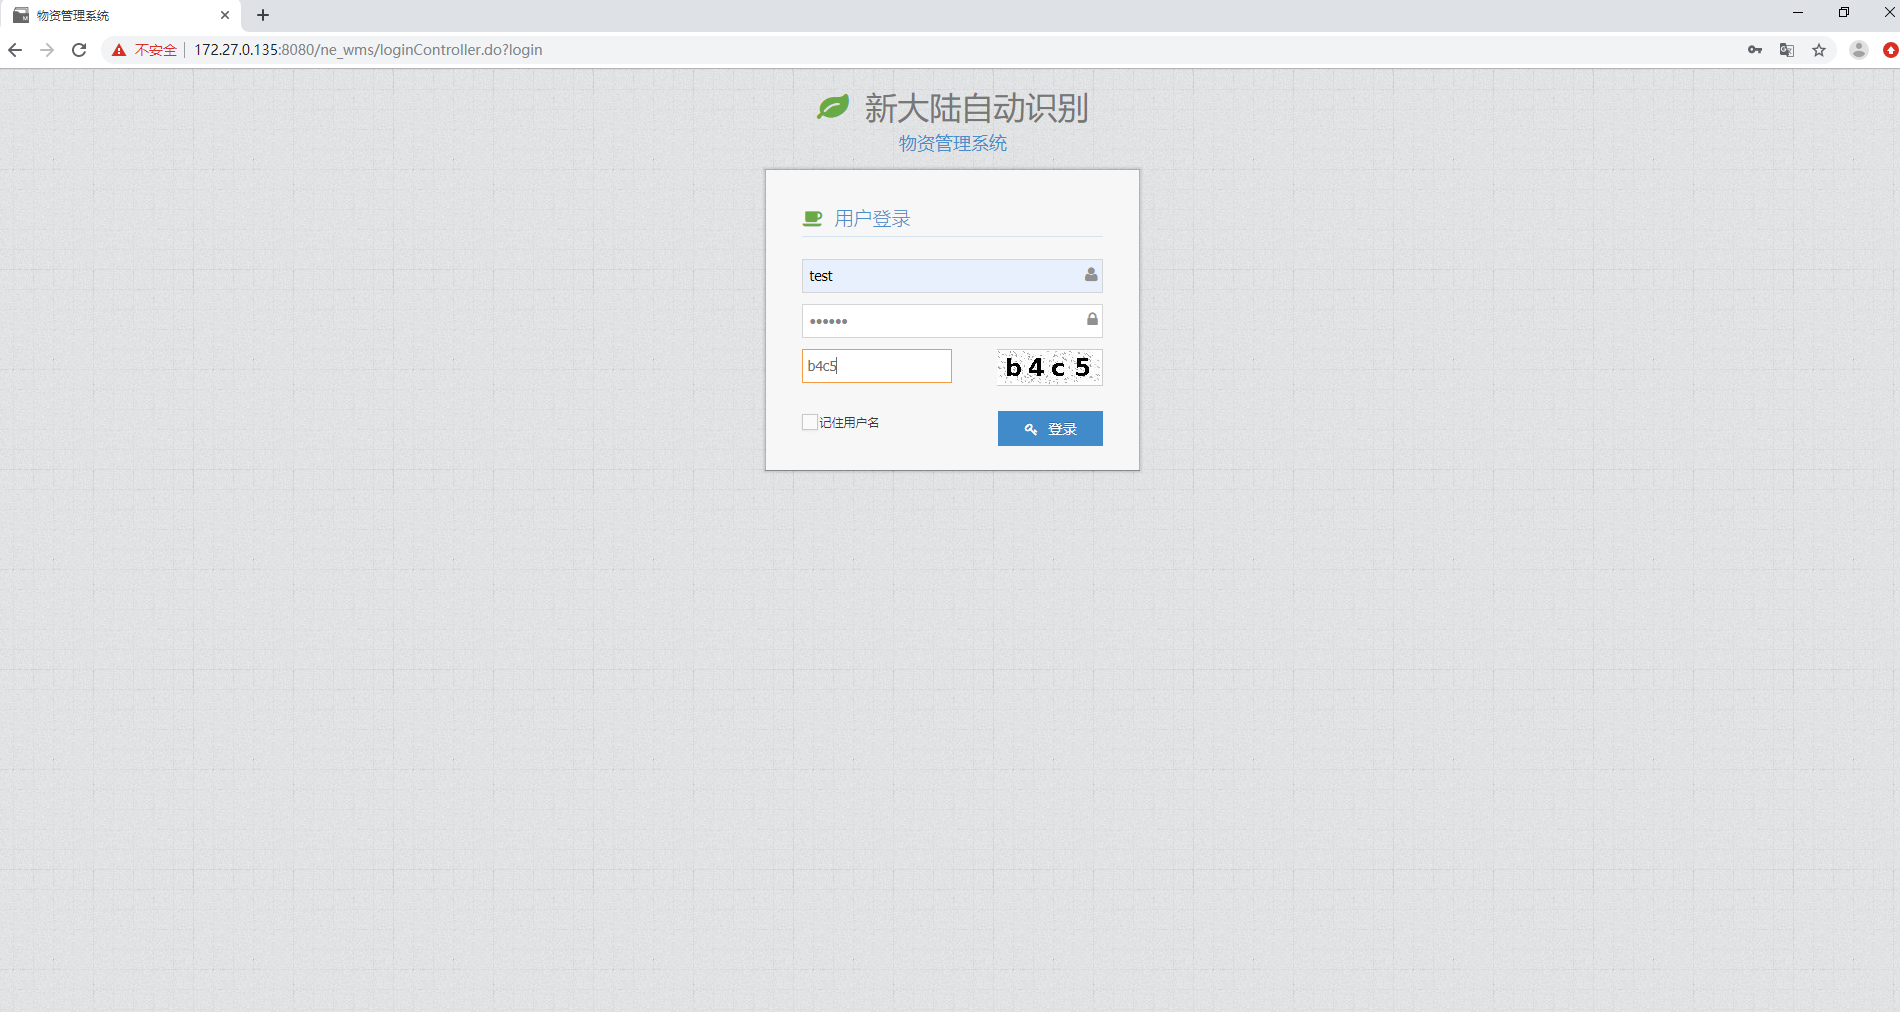 物资管理系统
不安全 172.27.0.135:8080/ne_wms/loginController.do?login
新大陆自动识别
物资管理系统
用户登录
test
••••••
b4c5 b4c5
记住用户名 登录